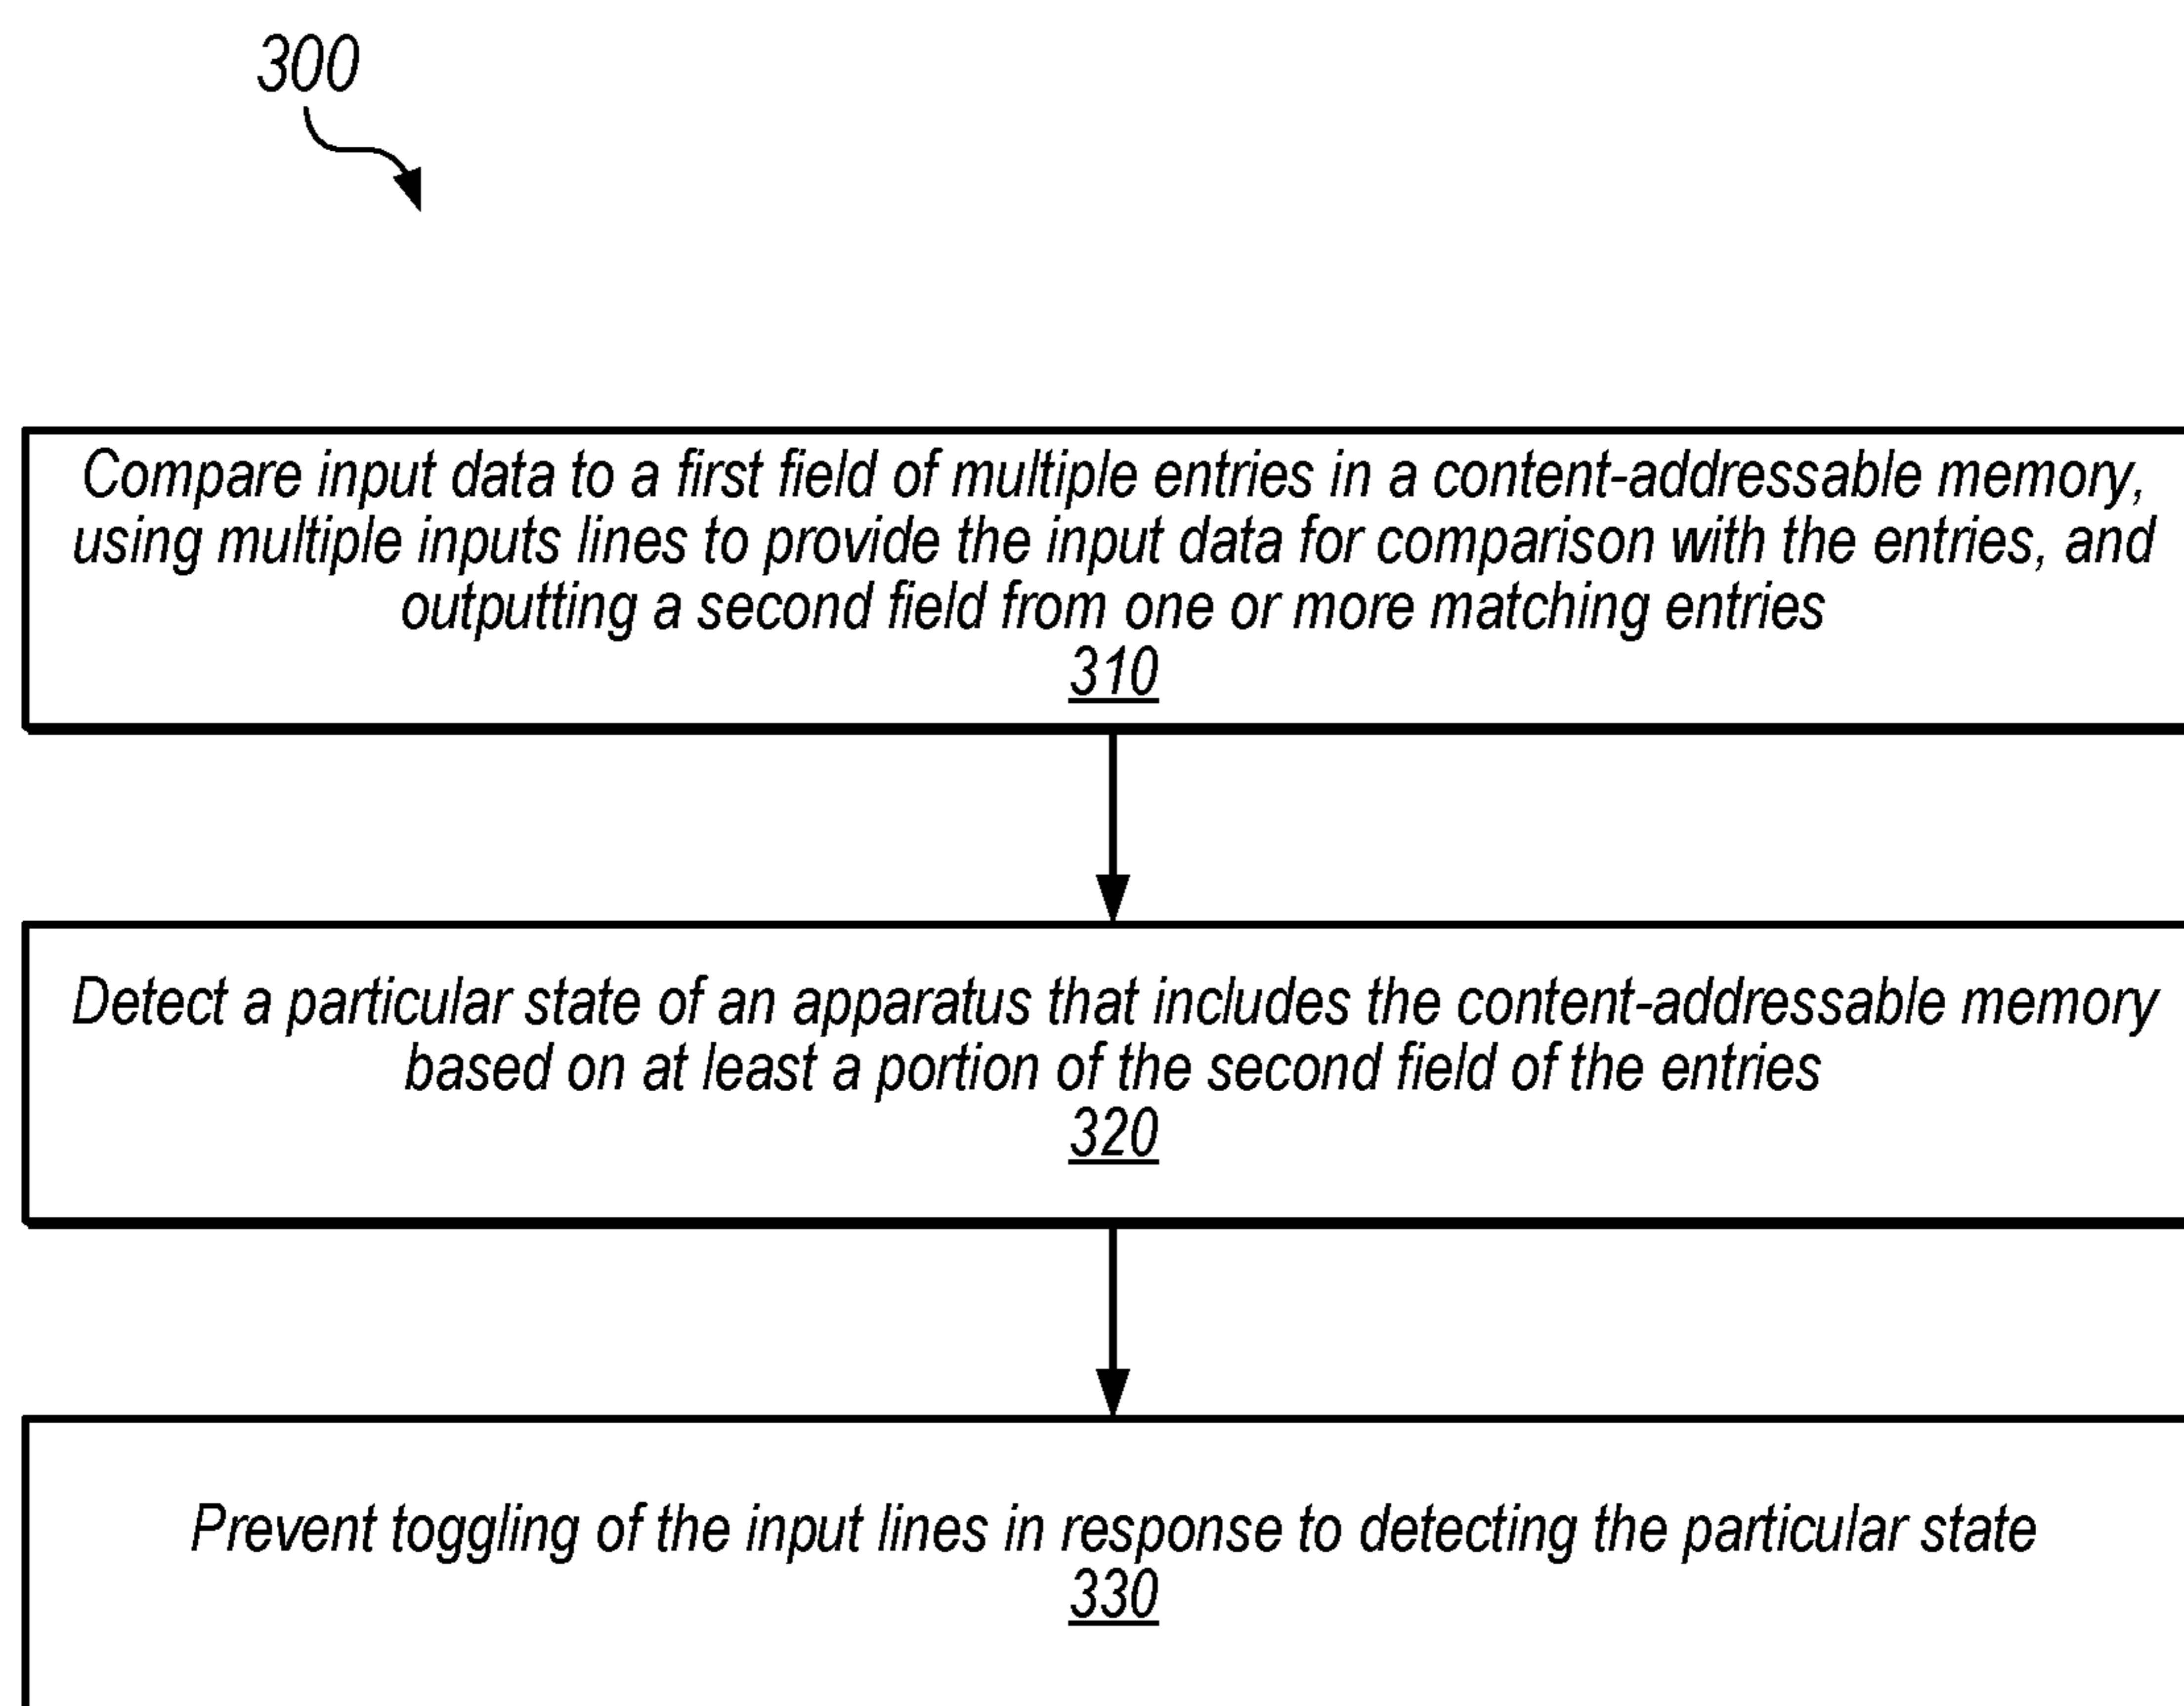 300
Compare input data to a first field of multiple entries in a content-addressable memory,
using multiple inputs lines to provide the input data for comparison with the entries, and
outputting a second field from one or more matching entries
310
Detect a particular state of an apparatus that includes the content-addressable memory
based on at least a portion of the second field of the entries
320
Prevent toggling of the input lines in response to detecting the particular state
330